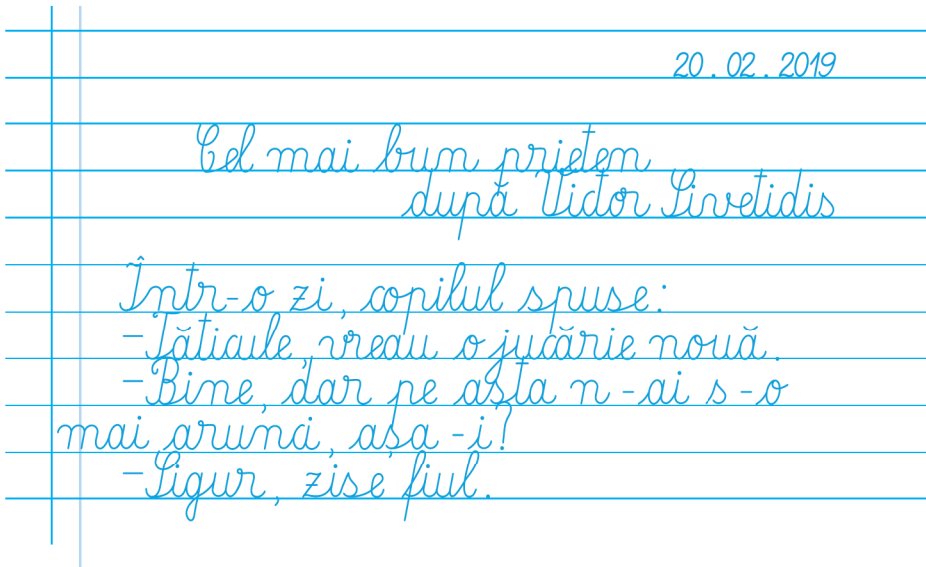 20.02.2019
Cel mai bun prieten
după Victor Sivetidis
Într-o zi, copilul spuse:
-Tăticule, vreau o jucărie nouă.
-Bine, dar pe asta n-ai s-o
mai arunci, așa-i?
-Sigur, zise fiul.